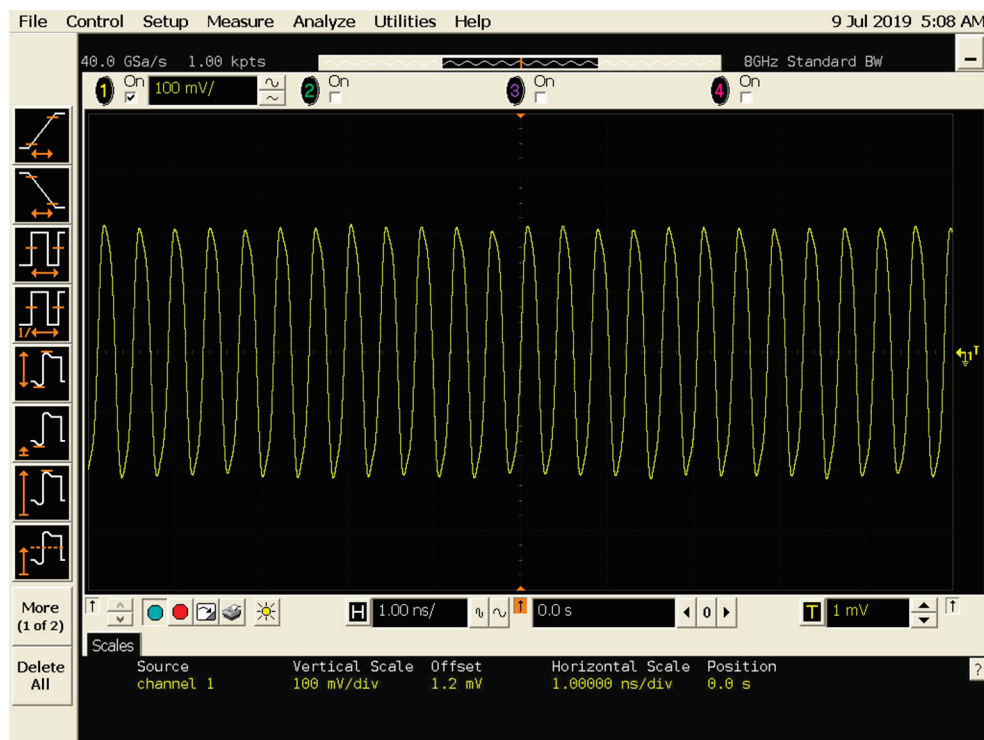 File Control Setup Measure Analyze Utilities Help 9 Jul 2019 5:08 AM
40.0 GSa/s 1.00 kpts 8GHz Standard BW
1 On 100 mV/ 2 On 3 On 4 On
1T
1/
More
(1 of 2)
Delete
All
H 1.00 ns/ 0.0 s 0 T 1 mV
Scales
Source Vertical Scale Offset Horizontal Scale Position
channel 1 100 mV/div 1.2 mV 1.00000 ns/div 0.0 s
?